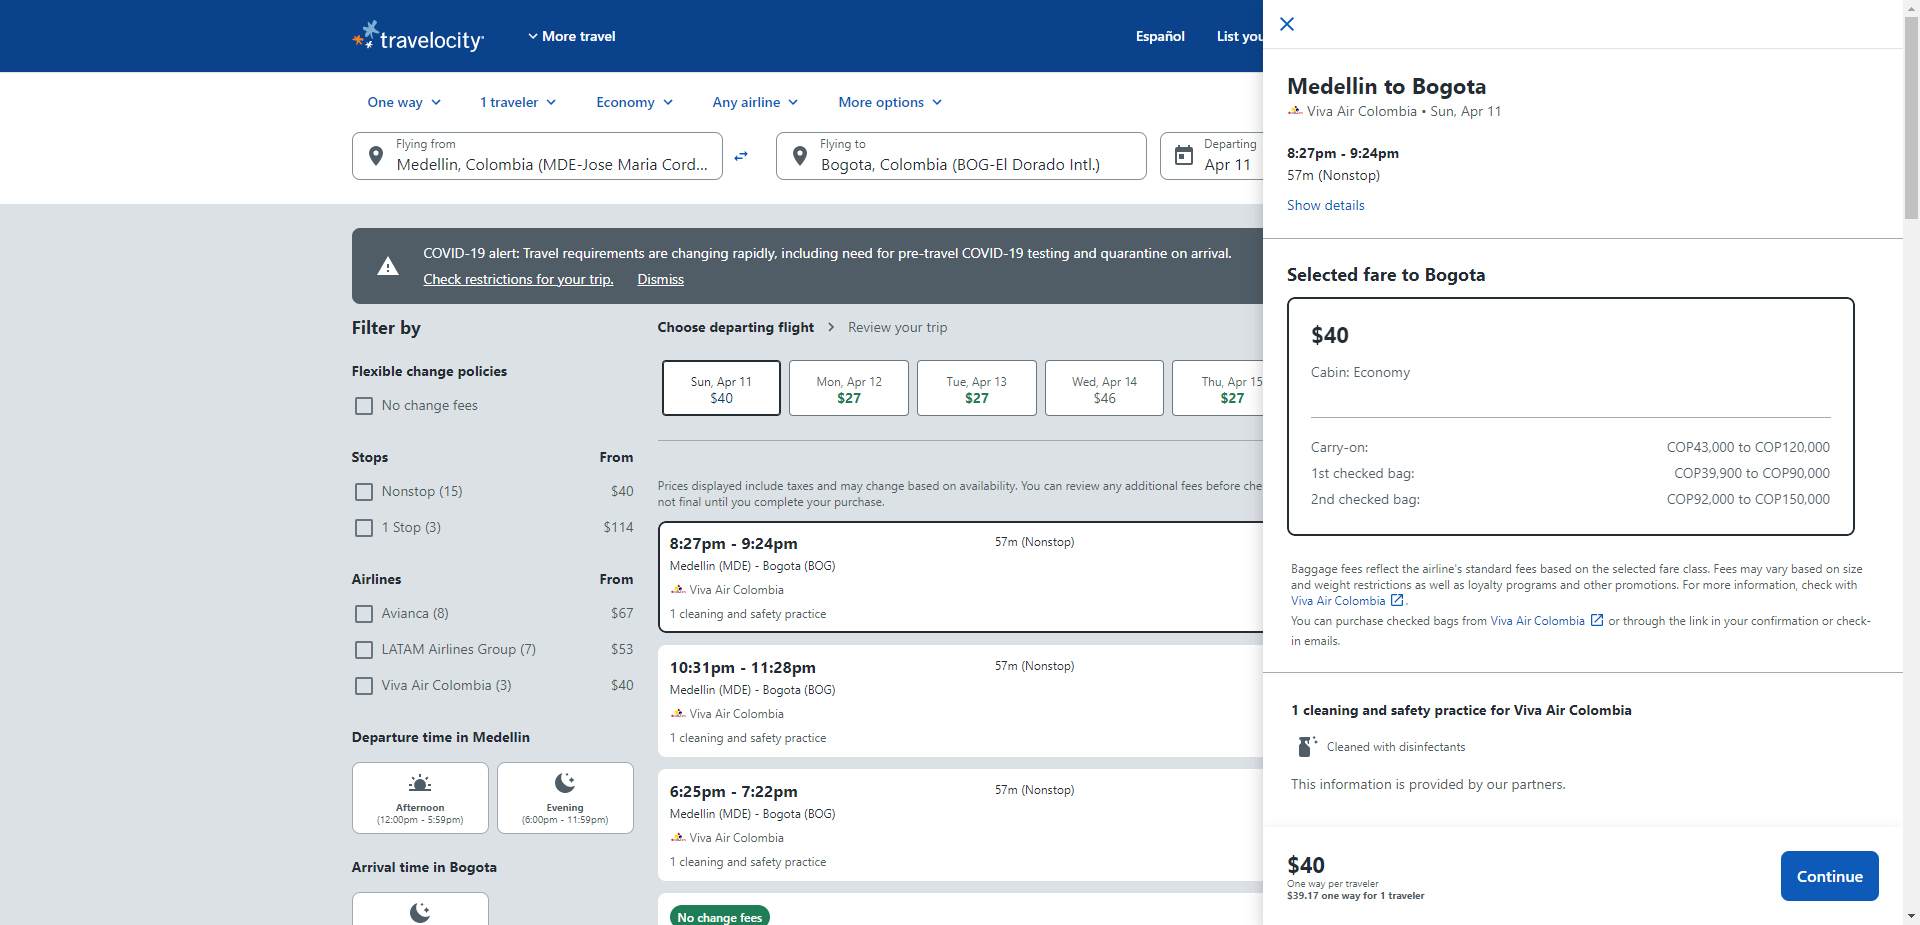 travelocity
More travel
Español
List you
One way
1 traveler
Economy
Any airline
More options
Flying from
Medellin, Colombia (MDE-Jose Maria Cord...
Flying to
Bogota, Colombia (BOG-El Dorado Intl.)
Departing
Apr 11
COVID-19 alert: Travel requirements are changing rapidly, including need for pre-travel COVID-19 testing and quarantine on arrival.
Check restrictions for your trip.
Dismiss
Filter by
Flexible change policies
No change fees
Stops From
Nonstop (15) $40
1 Stop (3) $114
Airlines From
Avianca (8) $67
LATAM Airlines Group (7) $53
Viva Air Colombia (3) $40
Departure time in Medellin
Afternoon
(12:00pm - 5:59pm)
Evening
(6:00pm - 11:59pm)
Arrival time in Bogota
Choose departing flight
Review your trip
Sun, Apr 11
$40
Mon, Apr 12
$27
Tue, Apr 13
$27
Wed, Apr 14
$46
Thu, Apr 15
$27
Prices displayed include taxes and may change based on availability. You can review any additional fees before che
not final until you complete your purchase.
8:27pm - 9:24pm
57m (Nonstop)
Medellin (MDE) - Bogota (BOG)
Viva Air Colombia
1 cleaning and safety practice
10:31pm - 11:28pm
57m (Nonstop)
Medellin (MDE) - Bogota (BOG)
Viva Air Colombia
1 cleaning and safety practice
6:25pm - 7:22pm
57m (Nonstop)
Medellin (MDE) - Bogota (BOG)
Viva Air Colombia
1 cleaning and safety practice
No change fees
Medellin to Bogota
Viva Air Colombia • Sun, Apr 11
8:27pm - 9:24pm
57m (Nonstop)
Show details
Selected fare to Bogota
$40
Cabin: Economy
Carry-on: COP43,000 to COP120,000
1st checked bag: COP39,900 to COP90,000
2nd checked bag: COP92,000 to COP150,000
Baggage fees reflect the airline's standard fees based on the selected fare class. Fees may vary based on size
and weight restrictions as well as loyalty programs and other promotions. For more information, check with
Viva Air Colombia .
You can purchase checked bags from Viva Air Colombia or through the link in your confirmation or check-
in emails.
1 cleaning and safety practice for Viva Air Colombia
Cleaned with disinfectants
This information is provided by our partners.
$40
One way per traveler
$39.17 one way for 1 traveler
Continue